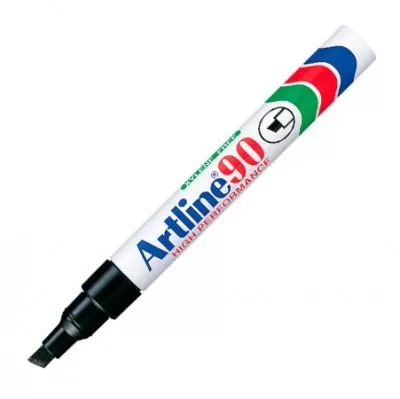 XYLENE FREE
Artline 90
HIGH PERFORMANCE